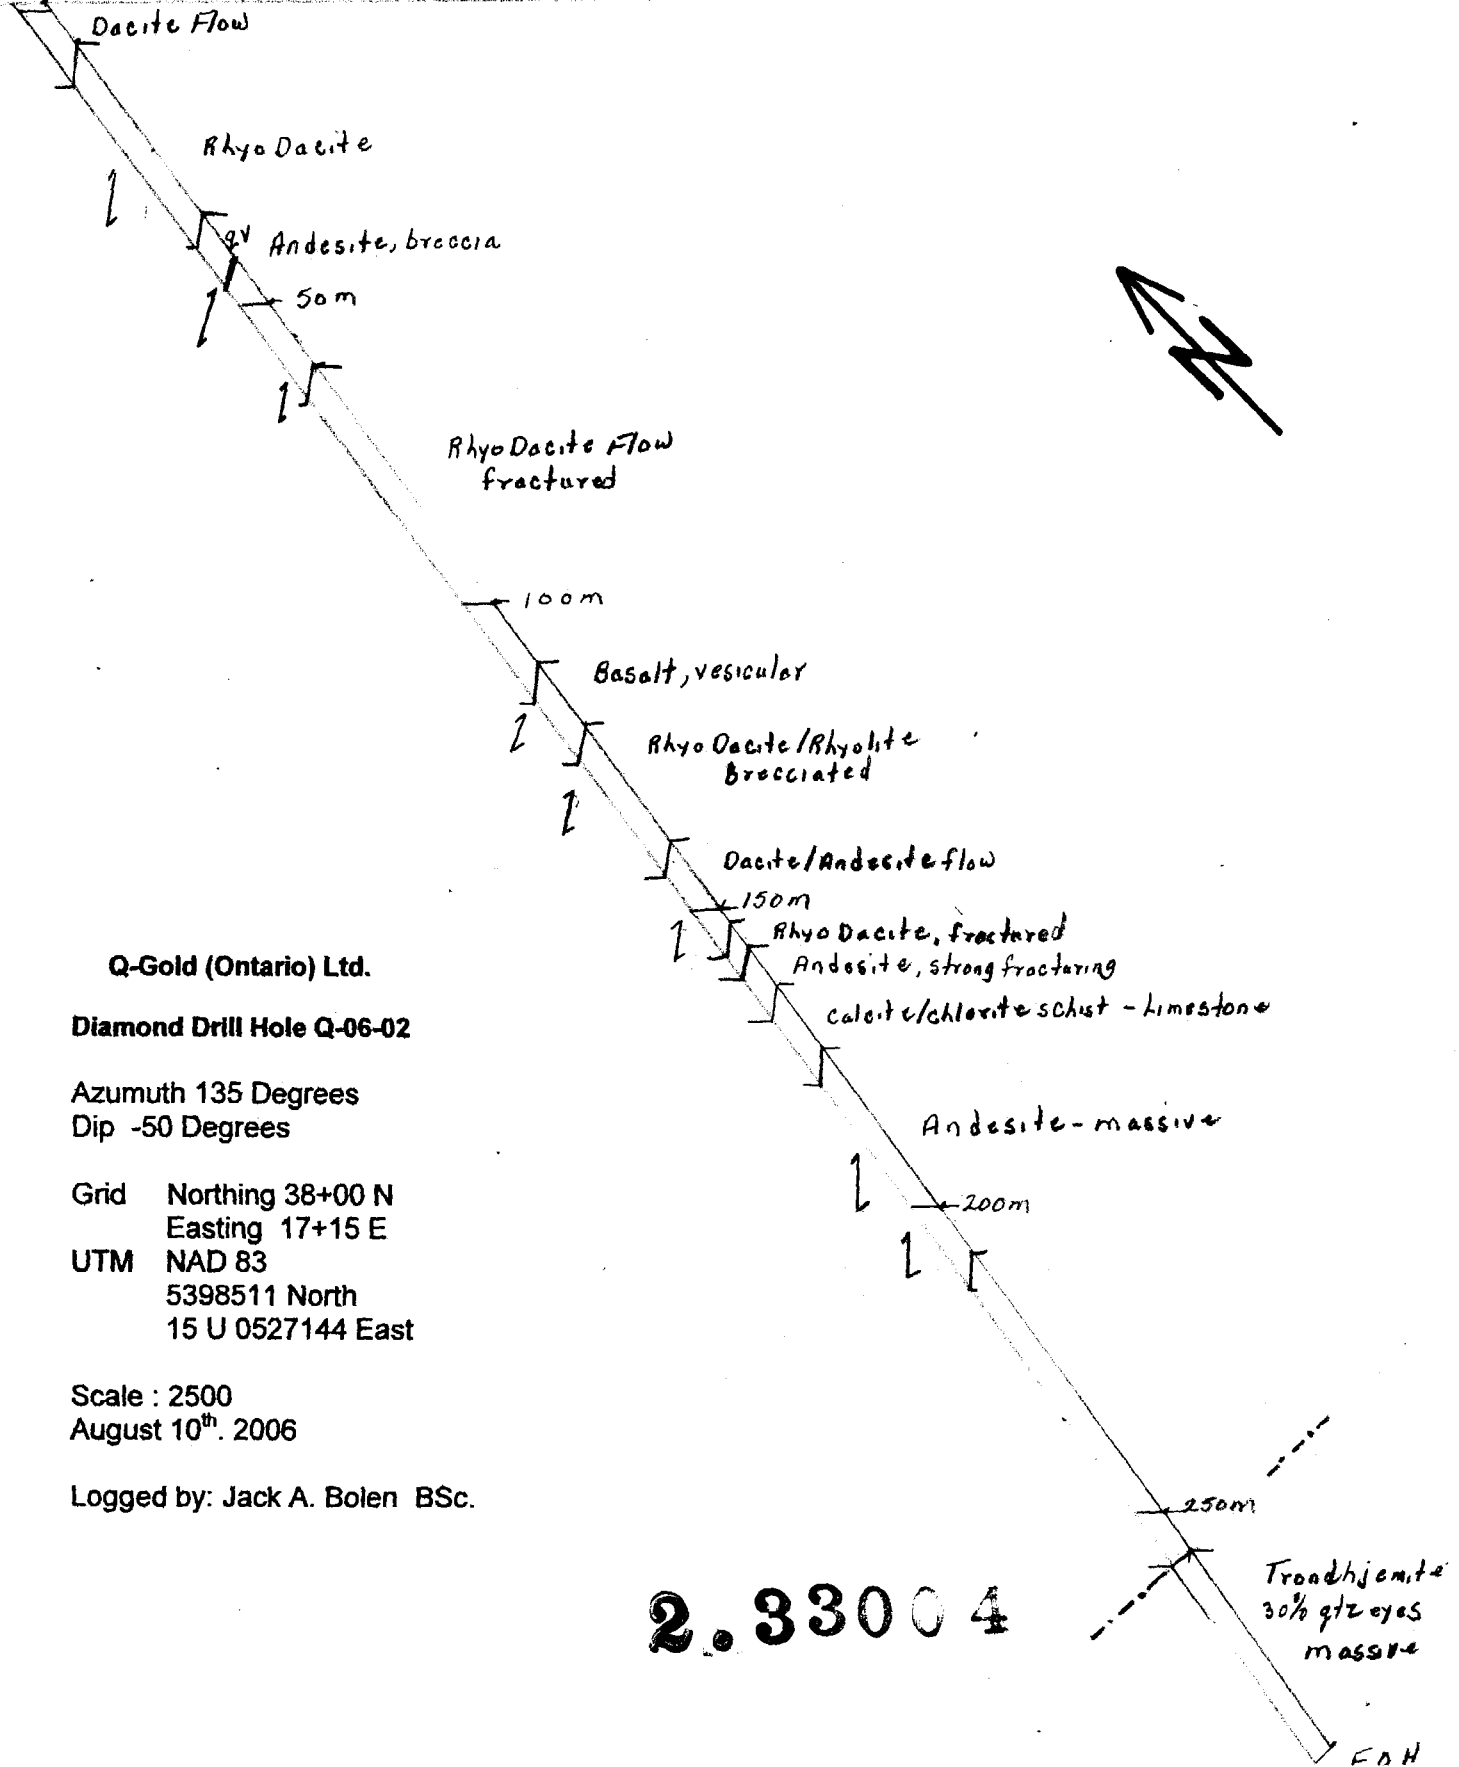 Dacite Flow
Rhyo Dacite
qv
Andesite, breccia
50m
Rhyo Dacite Flow
fractured
100m
Basalt, vesicular
Rhyo Dacite/Rhyolite
Brecciated
Dacite/Andesite flow
150m
Rhyo Dacite, fractured
Andesite, strong fracturing
Calcite/chlorite schist - Limestone
Andesite - massive
200m
250m
Trondhjemite
30% qtz eyes
massive
EOH
N
Q-Gold (Ontario) Ltd.
Diamond Drill Hole Q-06-02
Azumuth 135 Degrees
Dip -50 Degrees
Grid Northing 38+00 N
Easting 17+15 E
UTM NAD 83
5398511 North
15 U 0527144 East
Scale : 2500
August 10th. 2006
Logged by: Jack A. Bolen BSc.
2.33004